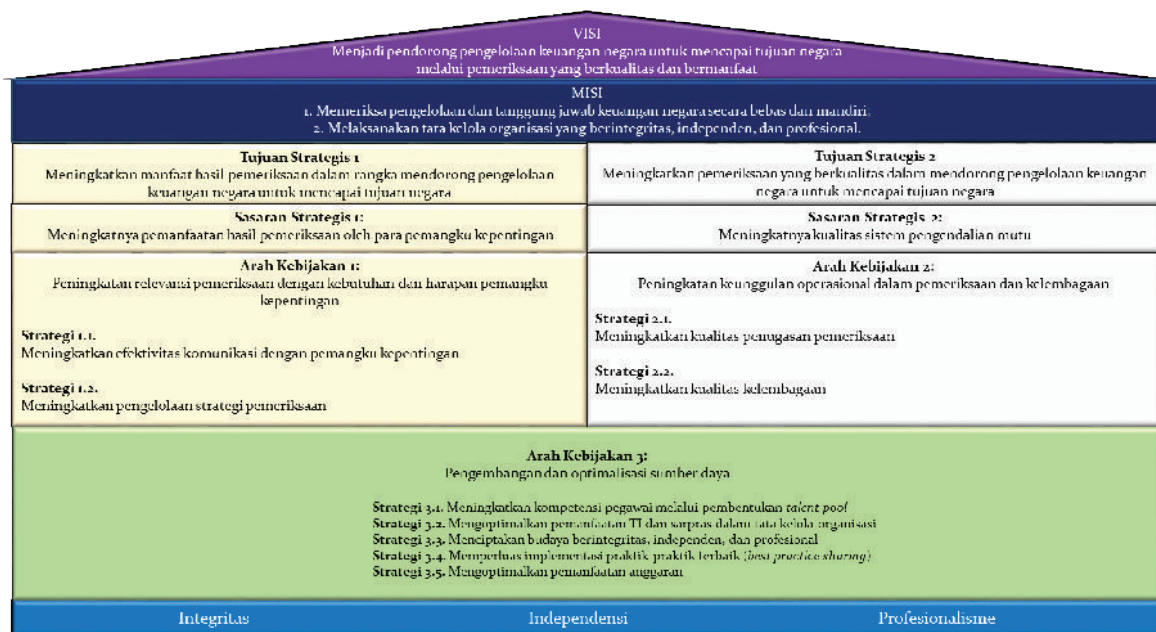 VISI
Menjadi pendorong pengelolaan keuangan negara untuk mencapai tujuan negara
melalui pemeriksaan yang berkualitas dan bermanfaat
MISI
1. Memeriksa pengelolaan dan tanggung jawab keuangan negara secara bebas dan mandiri;
2. Melaksanakan tata kelola organisasi yang berintegritas, independen, dan profesional.
Tujuan Strategis 1
Meningkatkan manfaat hasil pemeriksaan dalam rangka mendorong pengelolaan
keuangan negara untuk mencapai tujuan negara
Sasaran Strategis 1:
Meningkatnya pemanfaatan hasil pemeriksaan oleh para pemangku kepentingan
Arah Kebijakan 1:
Peningkatan relevansi pemeriksaan dengan kebutuhan dan harapan pemangku
kepentingan
Strategi 1.1.
Meningkatkan efektivitas komunikasi dengan pemangku kepentingan
Strategi 1.2.
Meningkatkan pengelolaan strategi pemeriksaan
Tujuan Strategis 2
Meningkatkan pemeriksaan yang berkualitas dalam mendorong pengelolaan keuangan
negara untuk mencapai tujuan negara
Sasaran Strategis 2:
Meningkatnya kualitas sistem pengendalian mutu
Arah Kebijakan 2:
Peningkatan keunggulan operasional dalam pemeriksaan dan kelembagaan
Strategi 2.1.
Meningkatkan kualitas penugasan pemeriksaan
Strategi 2.2.
Meningkatkan kualitas kelembagaan
Arah Kebijakan 3:
Pengembangan dan optimalisasi sumber daya
Strategi 3.1. Meningkatkan kompetensi pegawai melalui pembentukan talent pool
Strategi 3.2. Mengoptimalkan pemanfaatan TI dan sarpras dalam tata kelola organisasi
Strategi 3.3. Menciptakan budaya berintegritas, independen, dan profesional
Strategi 3.4. Memperluas implementasi praktik praktik terbaik (best practice sharing)
Strategi 3.5. Mengoptimalkan pemanfaatan anggaran
Integritas
Independensi
Profesionalisme